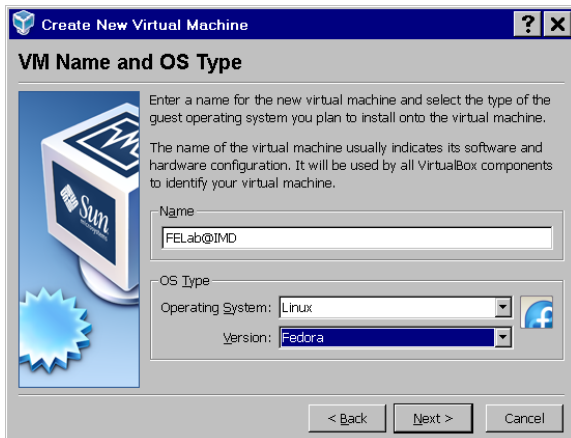 Create New Virtual Machine
VM Name and OS Type
Enter a name for the new virtual machine and select the type of the
guest operating system you plan to install onto the virtual machine.
The name of the virtual machine usually indicates its software and
hardware configuration. It will be used by all VirtualBox components
to identify your virtual machine.
Name
FELab@IMD
OS Type
Operating System: Linux
Version: Fedora
Sun
microsystems
< Back Next > Cancel